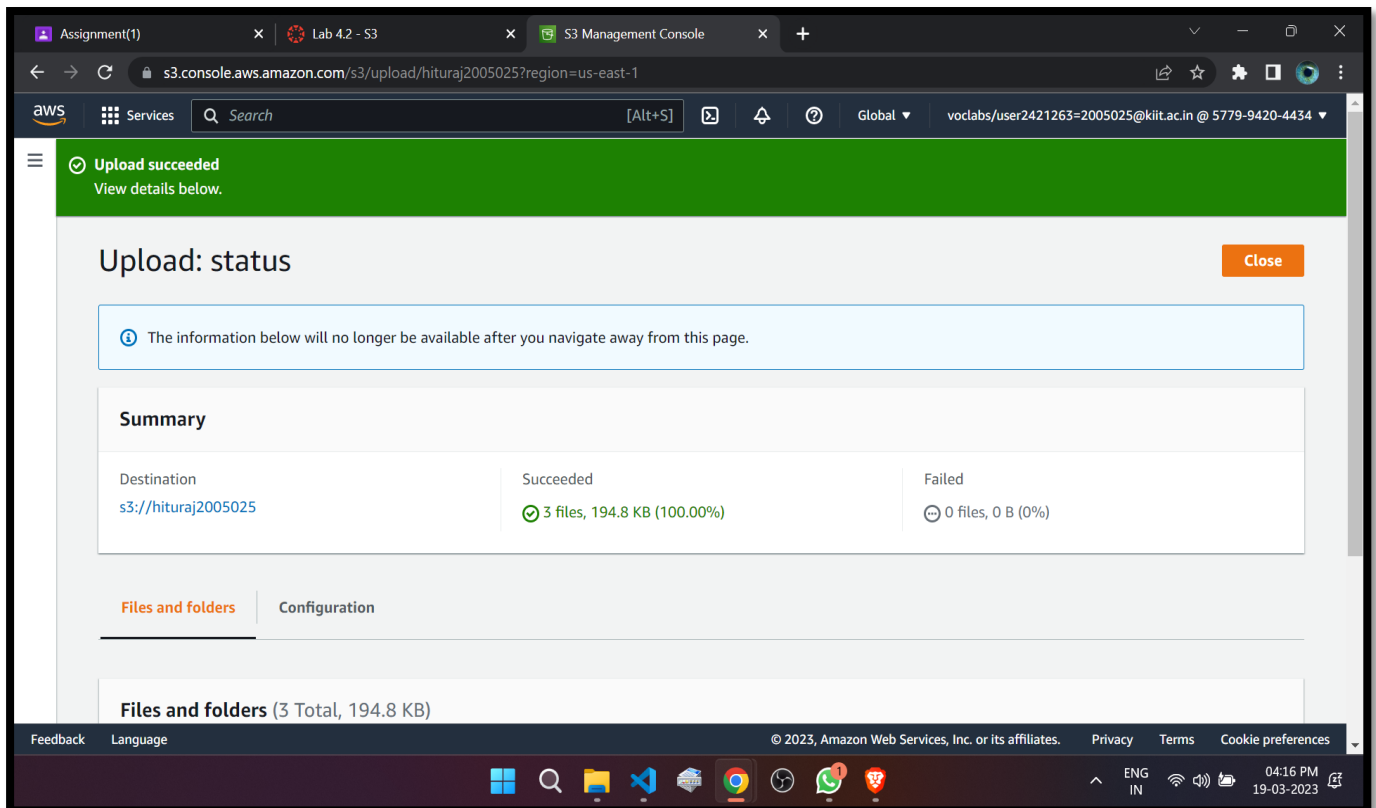 Assignment(1)
Lab 4.2 - S3
S3 Management Console
s3.console.aws.amazon.com/s3/upload/hituraj2005025?region=us-east-1
aws
Services
Search
[Alt+S]
Global
voclabs/user2421263=2005025@kiit.ac.in @ 5779-9420-4434
Upload succeeded
View details below.
Upload: status
Close
The information below will no longer be available after you navigate away from this page.
Summary
Destination
s3://hituraj2005025
Succeeded
3 files, 194.8 KB (100.00%)
Failed
0 files, 0 B (0%)
Files and folders
Configuration
Files and folders (3 Total, 194.8 KB)
Feedback
Language
© 2023, Amazon Web Services, Inc. or its affiliates.
Privacy
Terms
Cookie preferences
1
ENG
IN
04:16 PM
19-03-2023